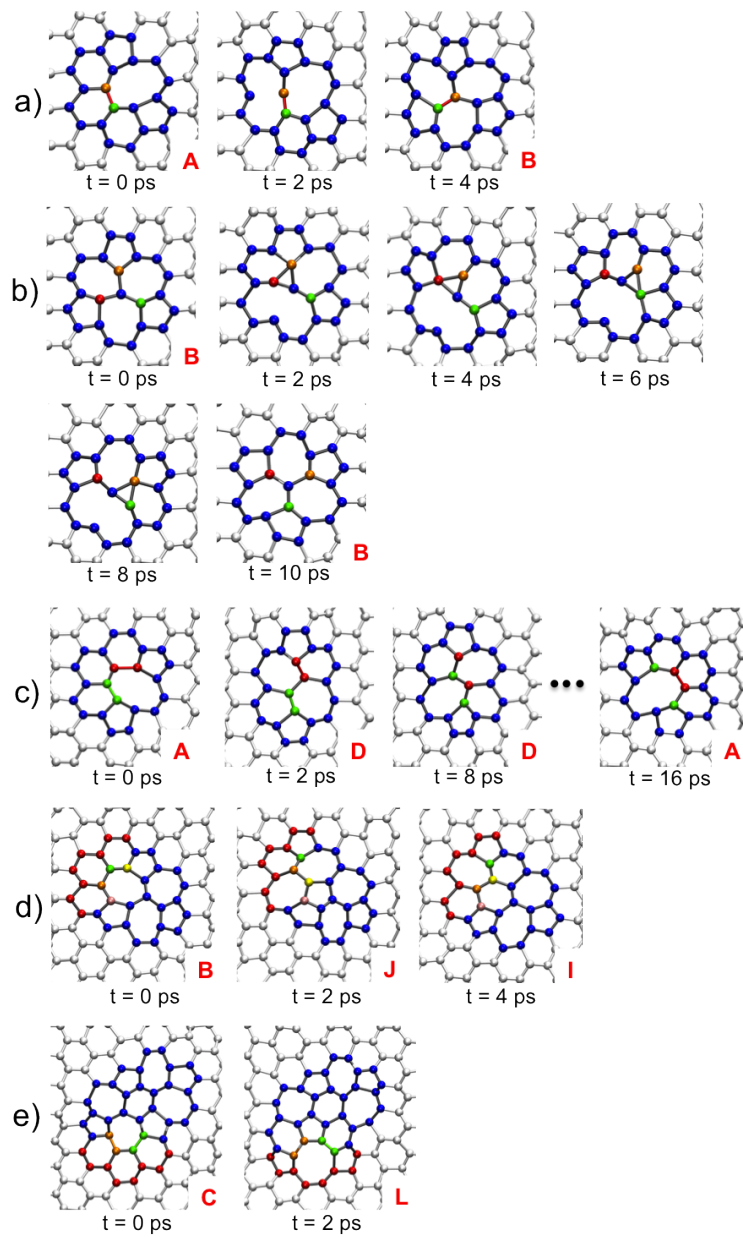 a)
A
B
t = 0 ps
t = 2 ps
t = 4 ps
b)
B
t = 0 ps
t = 2 ps
t = 4 ps
t = 6 ps
B
t = 8 ps
t = 10 ps
c)
•••
A
D
D
A
t = 0 ps
t = 2 ps
t = 8 ps
t = 16 ps
d)
B
J
I
t = 0 ps
t = 2 ps
t = 4 ps
e)
C
L
t = 0 ps
t = 2 ps